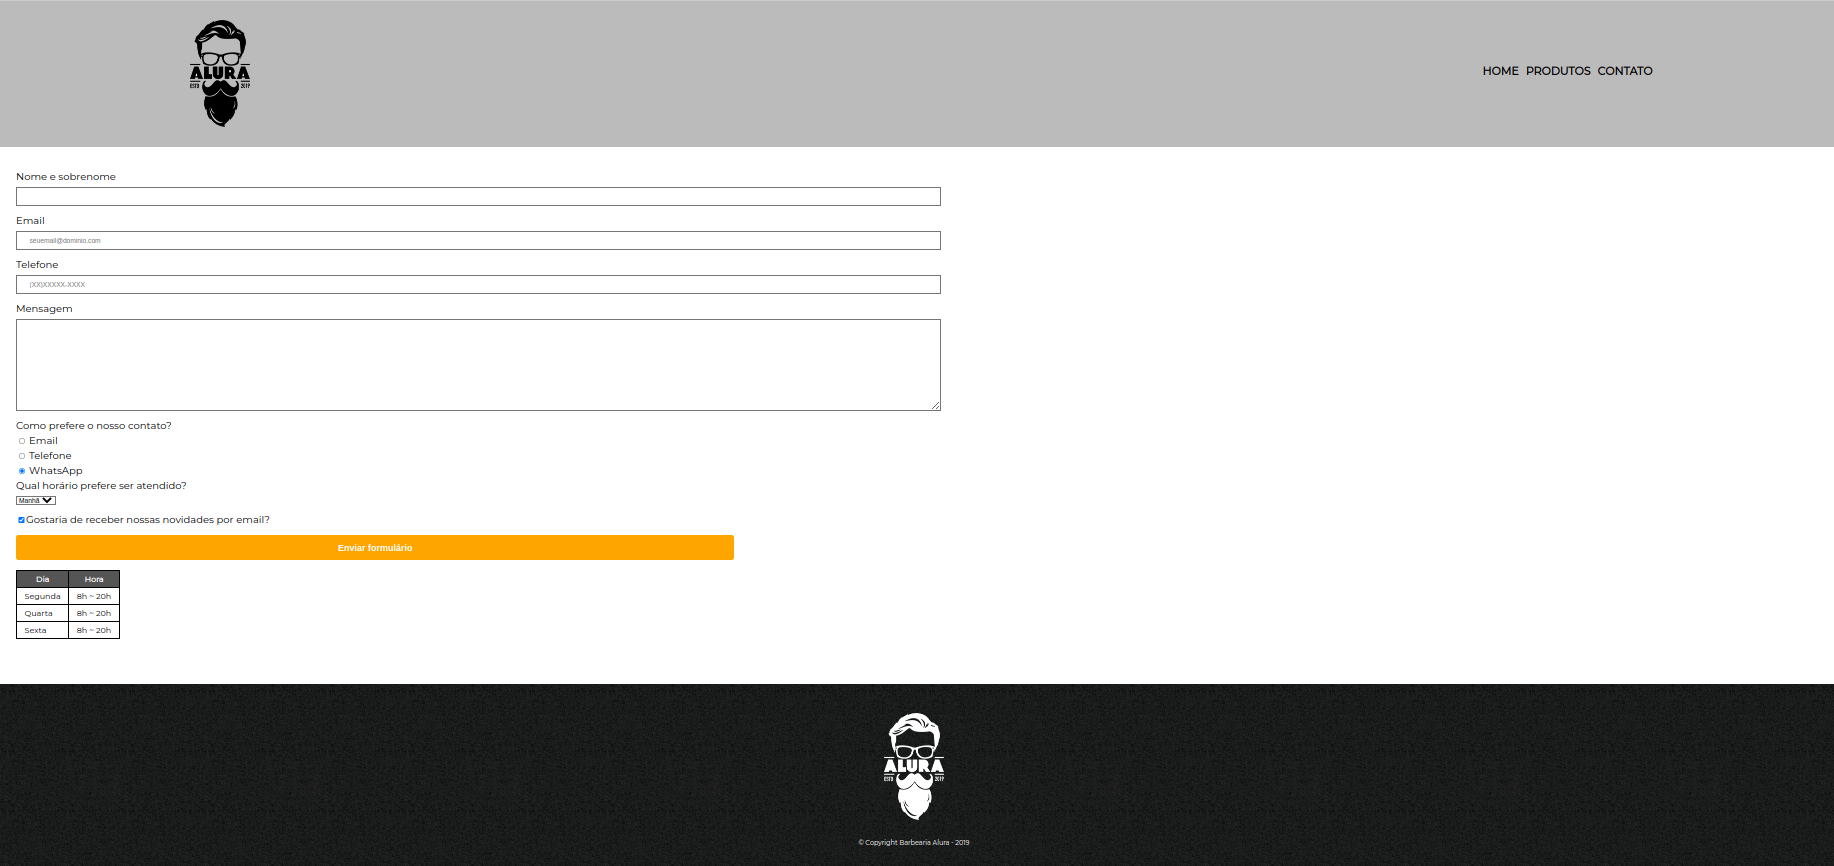 ALURA
ESTD 2019
HOME PRODUTOS CONTATO
Nome e sobrenome
Email
seuemail@dominio.com
Telefone
(XX)XXXXX-XXXX
Mensagem
Como prefere o nosso contato?
Email
Telefone
WhatsApp
Qual horário prefere ser atendido?
Manhã
Gostaria de receber nossas novidades por email?
Enviar formulário
Dia Hora
Segunda 8h ~ 20h
Quarta 8h ~ 20h
Sexta 8h ~ 20h
ALURA
ESTD 2019
© Copyright Barbearia Alura - 2019